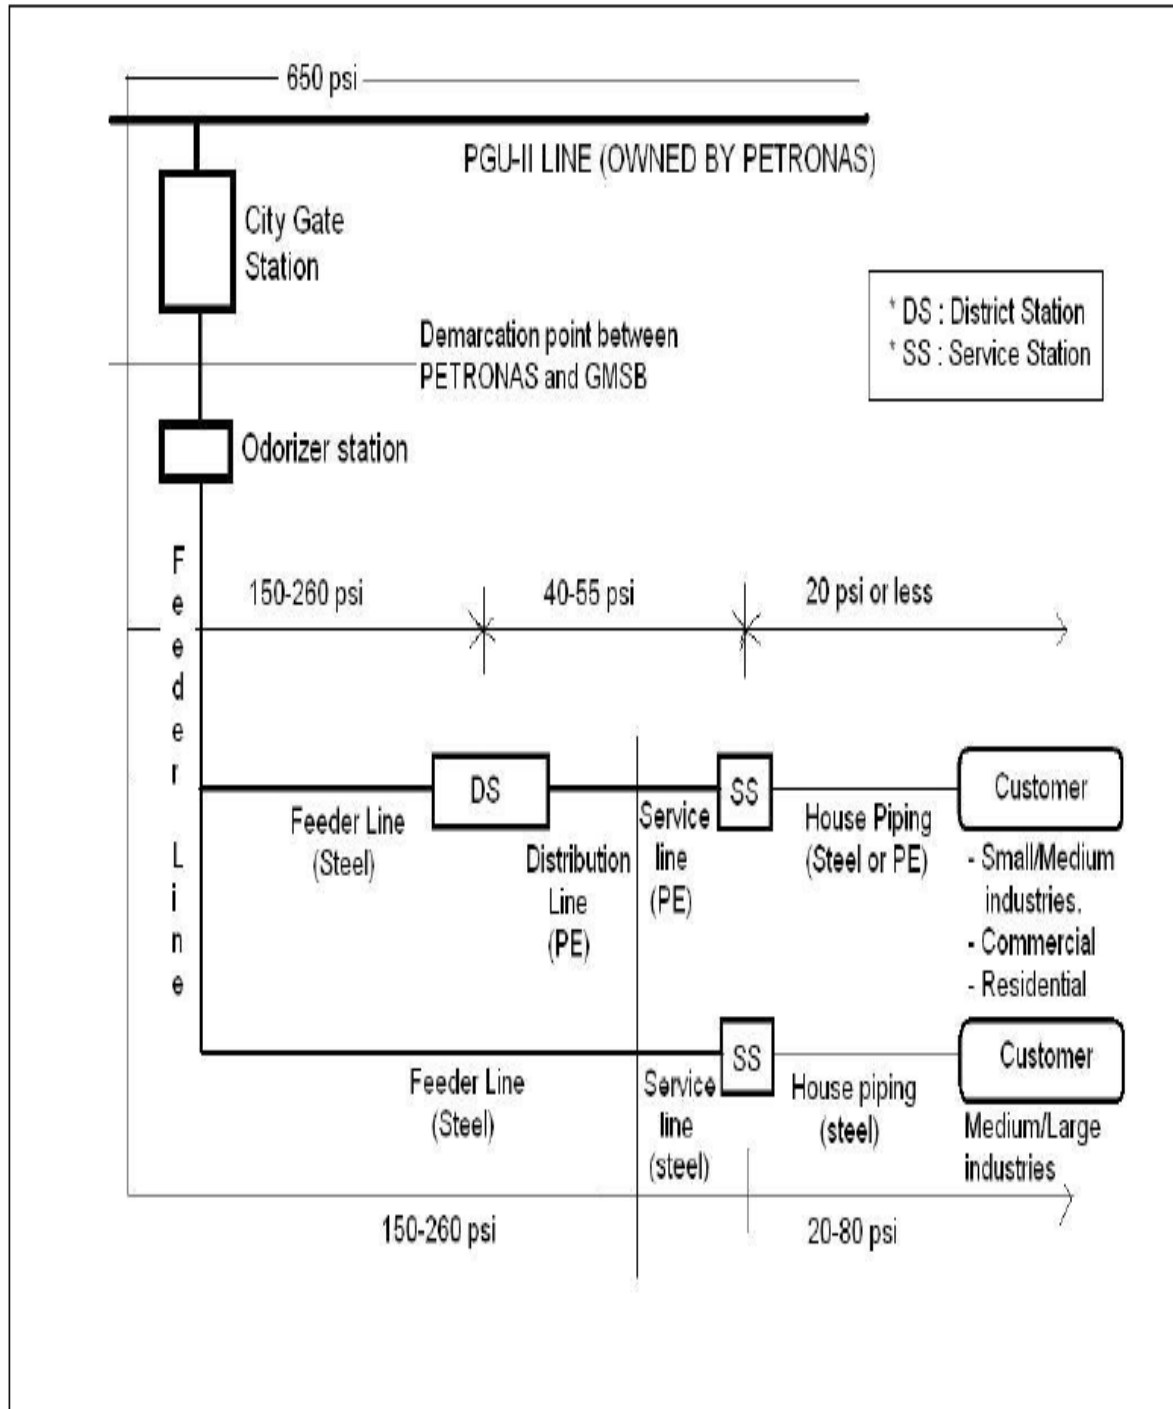 650 psi
PGU-II LINE (OWNED BY PETRONAS)
City Gate
Station
* DS : District Station
* SS : Service Station
Demarcation point between
PETRONAS and GMSB
Odorizer station
Feeder Line
150-260 psi
40-55 psi
20 psi or less
DS
SS
Customer
Feeder Line
(Steel)
Distribution
Line
(PE)
Service
line
(PE)
House Piping
(Steel or PE)
- Small/Medium
industries.
- Commercial
- Residential
SS
Customer
Feeder Line
(Steel)
Service
line
(steel)
House piping
(steel)
Medium/Large
industries
150-260 psi
20-80 psi